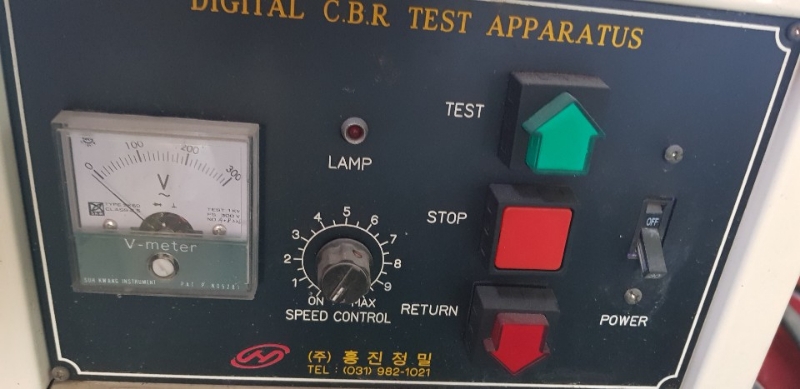 DIGITAL C.B.R TEST APPARATUS
TEST
LAMP
0 100 200 300
V
V-meter
STOP
OFF
1 2 3 4 5 6 7 8 9
ON MAX
SPEED CONTROL
RETURN
POWER
(주) 흥진정밀
TEL : (031) 982-1021